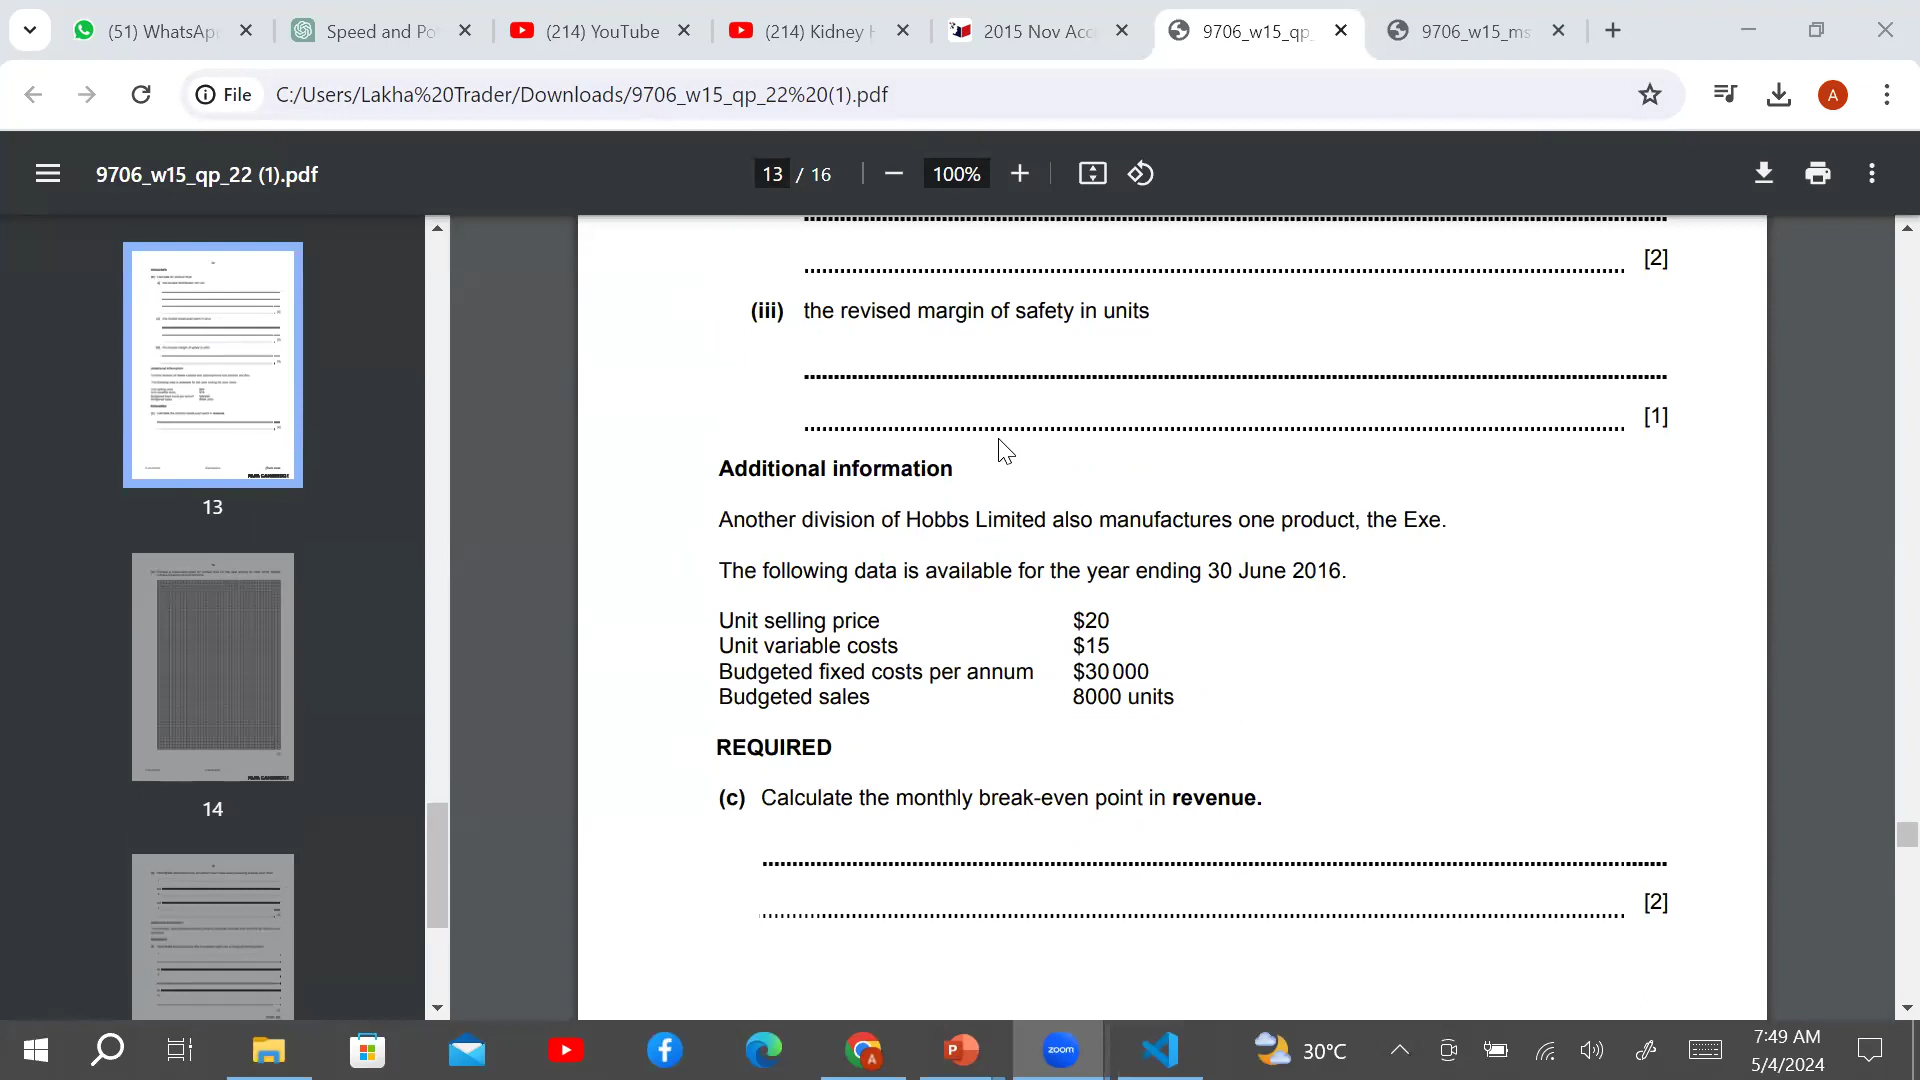 (51) WhatsAp
Speed and Po
(214) YouTube
(214) Kidney H
2015 Nov Acc
9706_w15_qp_
9706_w15_ms
File
C:/Users/Lakha%20Trader/Downloads/9706_w15_qp_22%20(1).pdf
A
9706_w15_qp_22 (1).pdf
13 / 16
100%
[2]
(iii) the revised margin of safety in units
[1]
Additional information
Another division of Hobbs Limited also manufactures one product, the Exe.
The following data is available for the year ending 30 June 2016.
Unit selling price $20
Unit variable costs $15
Budgeted fixed costs per annum $30 000
Budgeted sales 8000 units
REQUIRED
(c) Calculate the monthly break-even point in revenue.
[2]
13
14
zoom
30°C
7:49 AM
5/4/2024